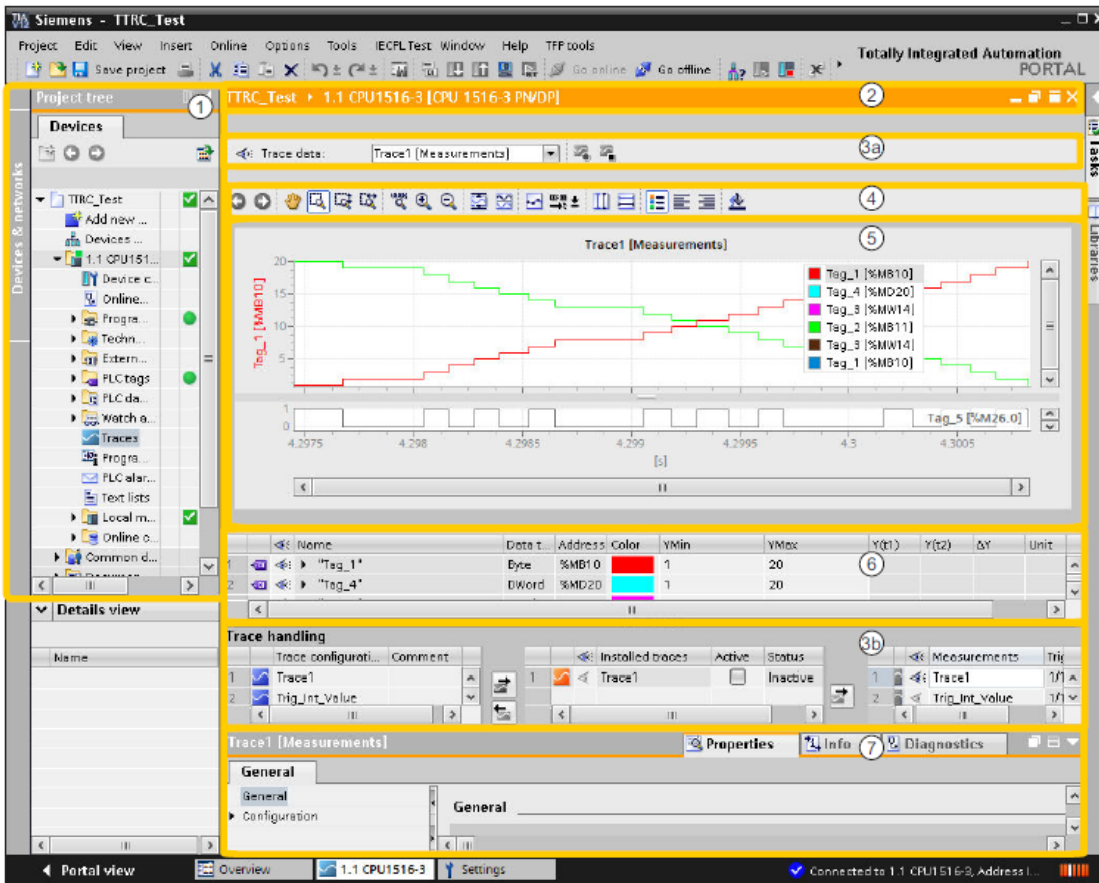 Siemens - TTRC_Test
Project Edit View Insert Online Options Tools IECPLTest Window Help TFP tools
Totally Integrated Automation
PORTAL
Save project Go online Go offline
Project tree
1
TTRC_Test 1.1 CPU1516-3 [CPU 1516-3 PN/DP]
2
Devices
Trace data: Trace1 [Measurements]
3a
4
Devices & networks
Tasks
Libraries
TTRC_Test
Add new ...
Devices ...
1.1 CPU151...
Device c...
Online...
Progra...
Techn...
Extern...
PLC tags
PLC da...
Watch a...
Traces
Progra...
PLC alar...
Text lists
Local m...
Online c...
Common d...
5
Trace1 [Measurements]
Tag_1 [%MB10]
20
15
10
5
Tag_1 [%MB10]
Tag_4 [%MD20]
Tag_3 [%MW14]
Tag_2 [%MB11]
Tag_3 [%MW14]
Tag_1 [%MB10]
1
0
Tag_5 [%M26.0]
4.2975 4.298 4.2985 4.299 4.2995 4.3 4.3005
[s]
Name Data t... Address Color YMin YMax Y(t1) Y(t2) ΔY Unit
6
1 "Tag_1" Byte %MB10 1 20
2 "Tag_4" DWord %MD20 1 20
Details view
Name
Trace handling
3b
Trace configurati... Comment
1 Trace1
2 Trig_Int_Value
Installed traces Active Status
1 Trace1 Inactive
Measurements Trig
1 Trace1 1/1
2 Trig_Int_Value 1/1
Trace1 [Measurements]
Properties Info 7 Diagnostics
General
General
Configuration
General
Portal view Overview 1.1 CPU1516-3 Settings
Connected to 1.1 CPU1516-3, Address I...